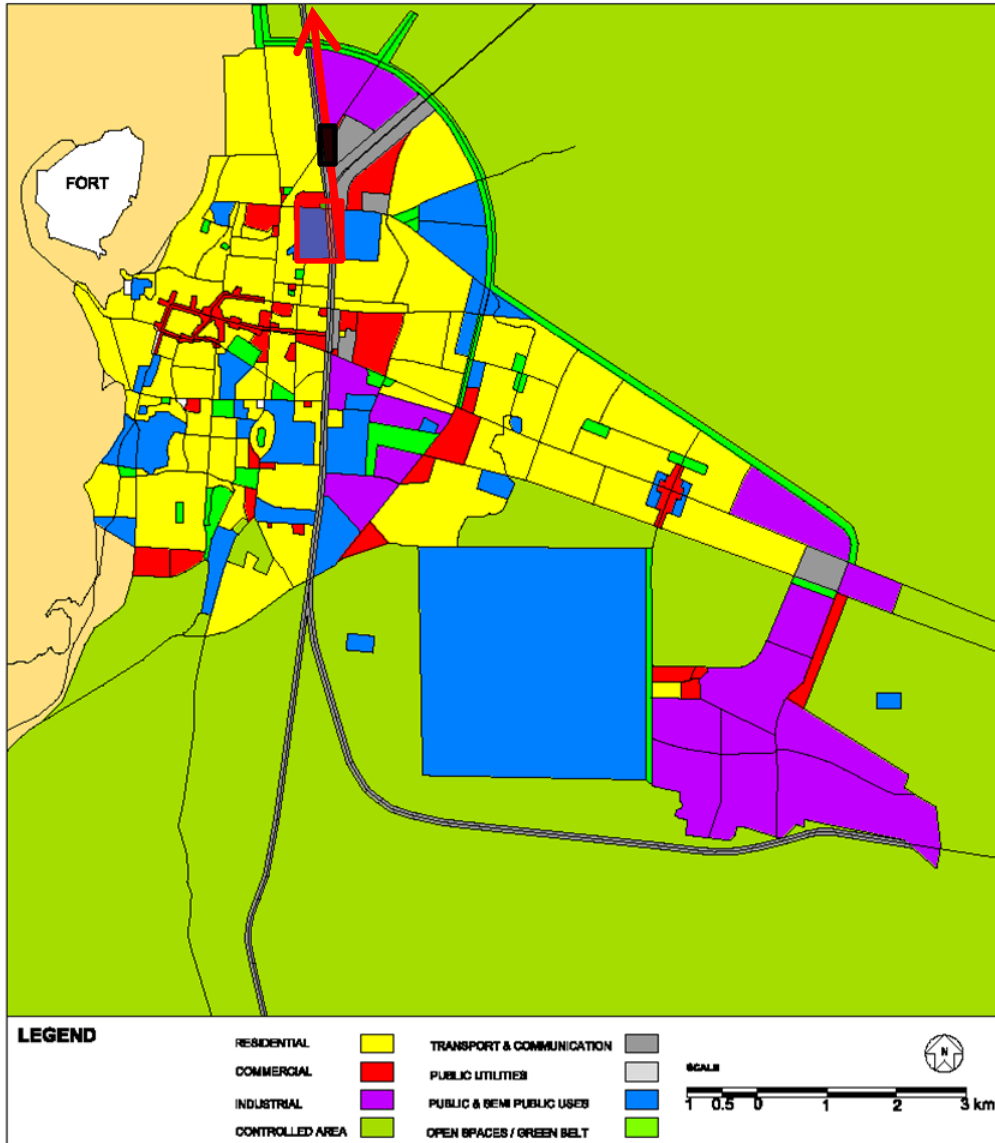 FORT
LEGEND
RESIDENTIAL
COMMERCIAL
INDUSTRIAL
CONTROLLED AREA
TRANSPORT & COMMUNICATION
PUBLIC UTILITIES
PUBLIC & SEMI PUBLIC USES
OPEN SPACES / GREEN BELT
N
SCALE
1 0.5 0 1 2 3 km